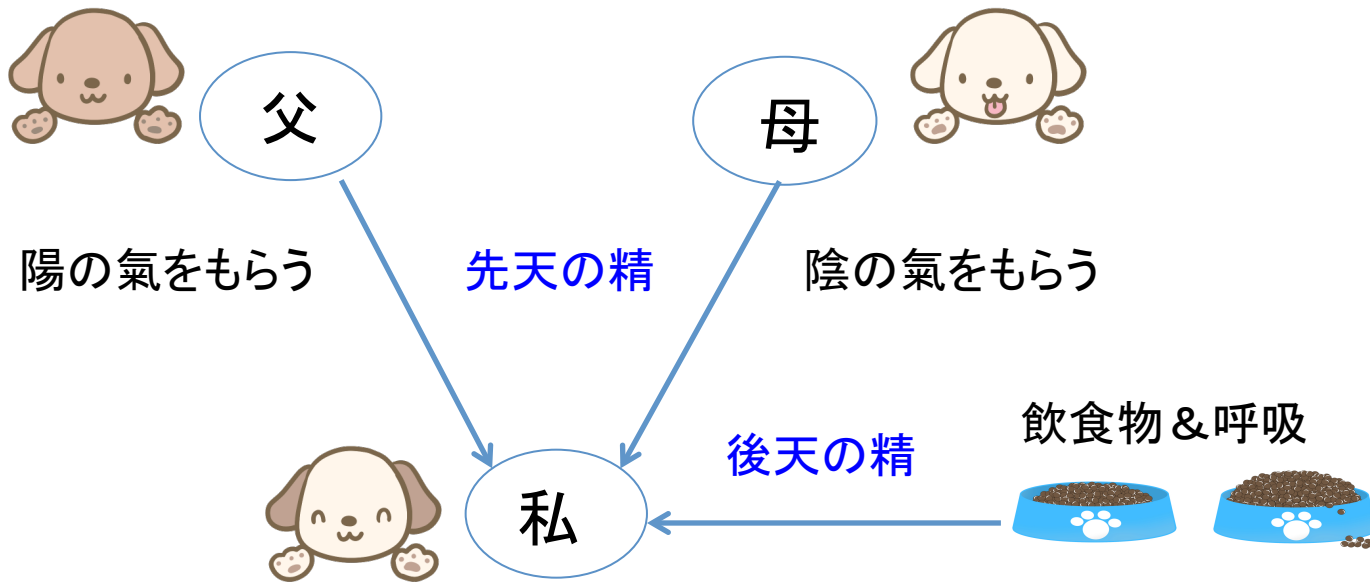 父
母
陽の氣をもらう
先天の精
陰の氣をもらう
飲食物&呼吸
後天の精
私